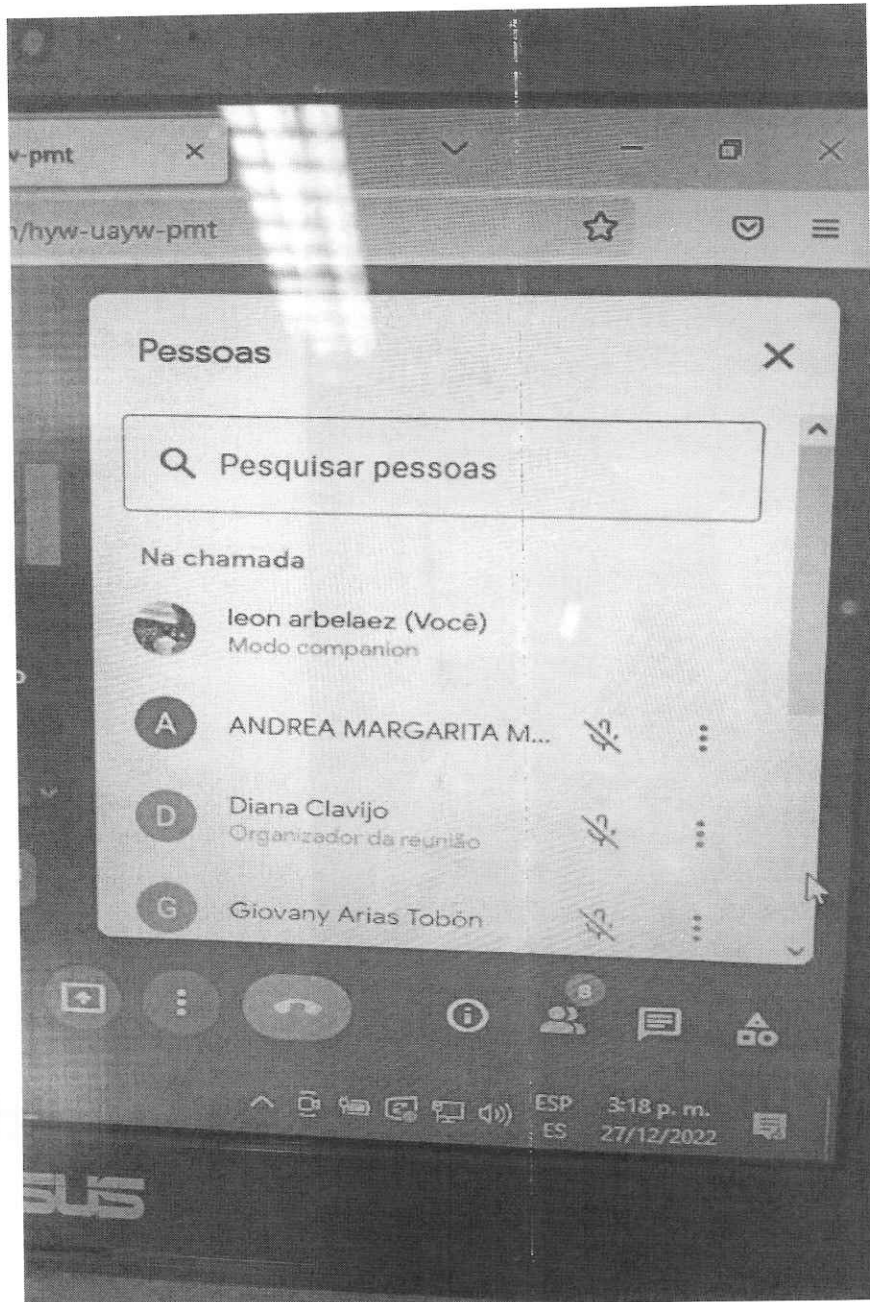 w-pmt
n/hyw-uayw-pmt
Pessoas
Pesquisar pessoas
Na chamada
leon arbelaez (Você)
Modo companion
A ANDREA MARGARITA M...
D Diana Clavijo
Organizador da reunião
G Giovany Arias Tobón
ESP 3:18 p. m.
ES 27/12/2022
SUS